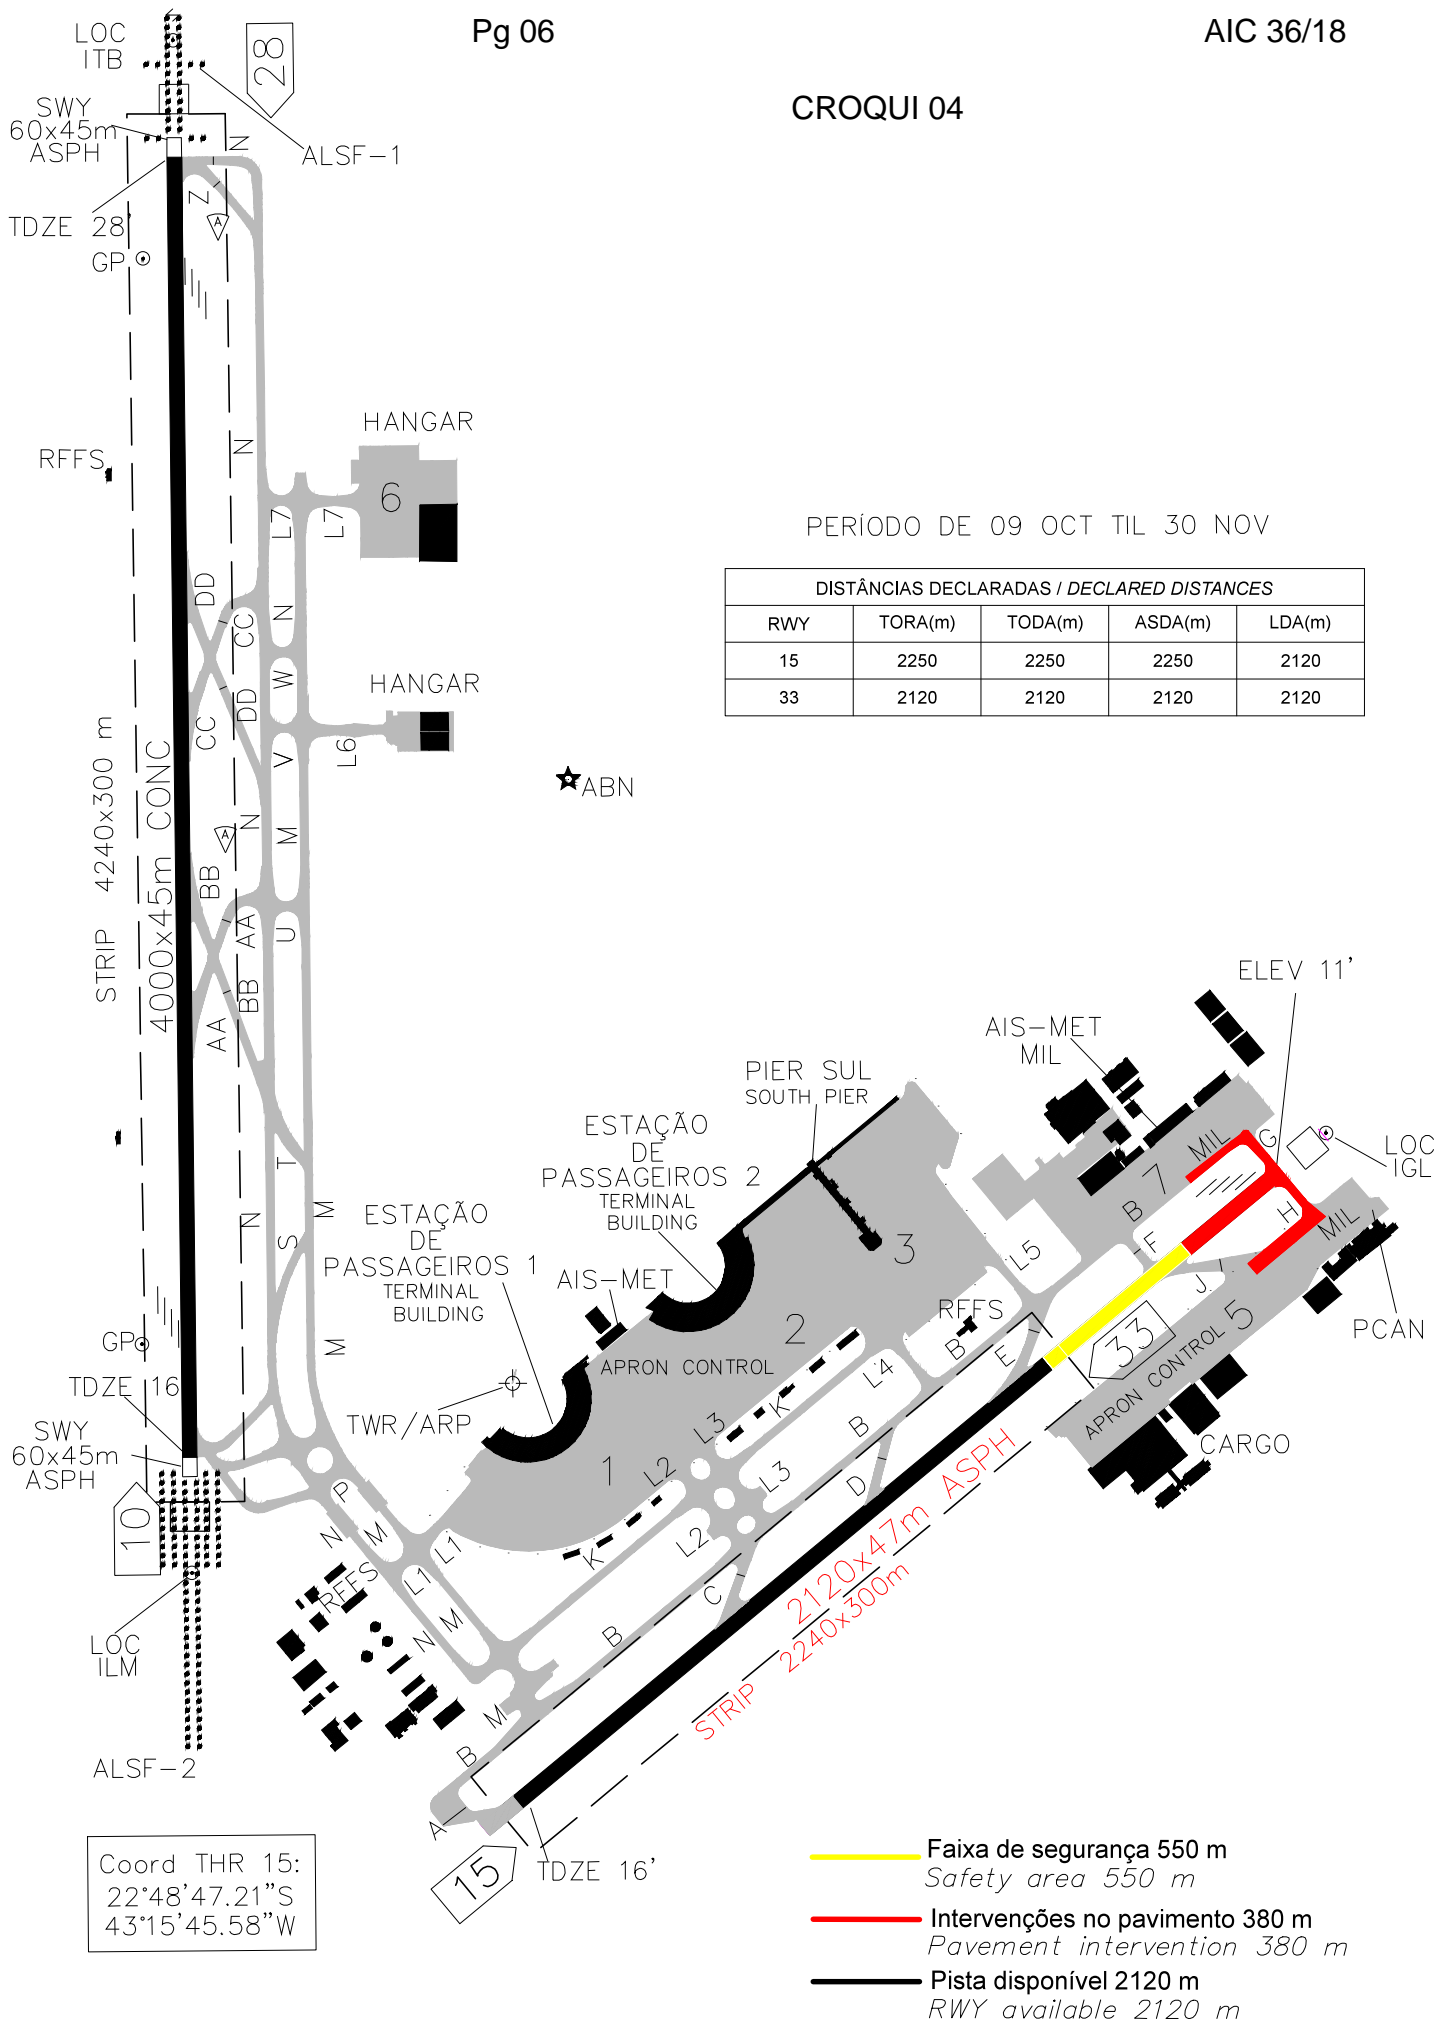 Pg 06
AIC 36/18
CROQUI 04
LOC
ITB
28
SWY
60x45m
ASPH
N
ALSF-1
Z
A
TDZE 28'
GP
HANGAR
N
RFFS
6
L7
L7
PERÍODO DE 09 OCT TIL 30 NOV
DISTÂNCIAS DECLARADAS / DECLARED DISTANCES
RWY TORA(m) TODA(m) ASDA(m) LDA(m)
15 2250 2250 2250 2120
33 2120 2120 2120 2120
DD
CC
N
W
HANGAR
DD
CC
V
L6
STRIP 4240x300 m
4000x45m CONC
ABN
N
A
M
BB
AA
U
BB
AA
ELEV 11'
AIS-MET
MIL
PIER SUL
SOUTH PIER
ESTAÇÃO
DE
PASSAGEIROS 2
TERMINAL
BUILDING
MIL
G
LOC
IGL
7
B
T
M
N
S
ESTAÇÃO
DE
PASSAGEIROS 1
TERMINAL
BUILDING
H
MIL
F
3
L5
AIS-MET
J
RFFS
PCAN
GP
M
2
B
E
33
5
APRON CONTROL
APRON CONTROL
L4
TDZE 16'
TWR/ARP
K
SWY
60x45m
ASPH
L3
B
CARGO
1
L2
L3
D
2120x47m ASPH
10
P
N
M
L1
K
L2
RFFS
L1
C
2240x300m
STRIP
M
N
B
LOC
ILM
M
ALSF-2
B
A
15
TDZE 16'
Coord THR 15:
22°48'47.21"S
43°15'45.58"W
Faixa de segurança 550 m
Safety area 550 m
Intervenções no pavimento 380 m
Pavement intervention 380 m
Pista disponível 2120 m
RWY available 2120 m